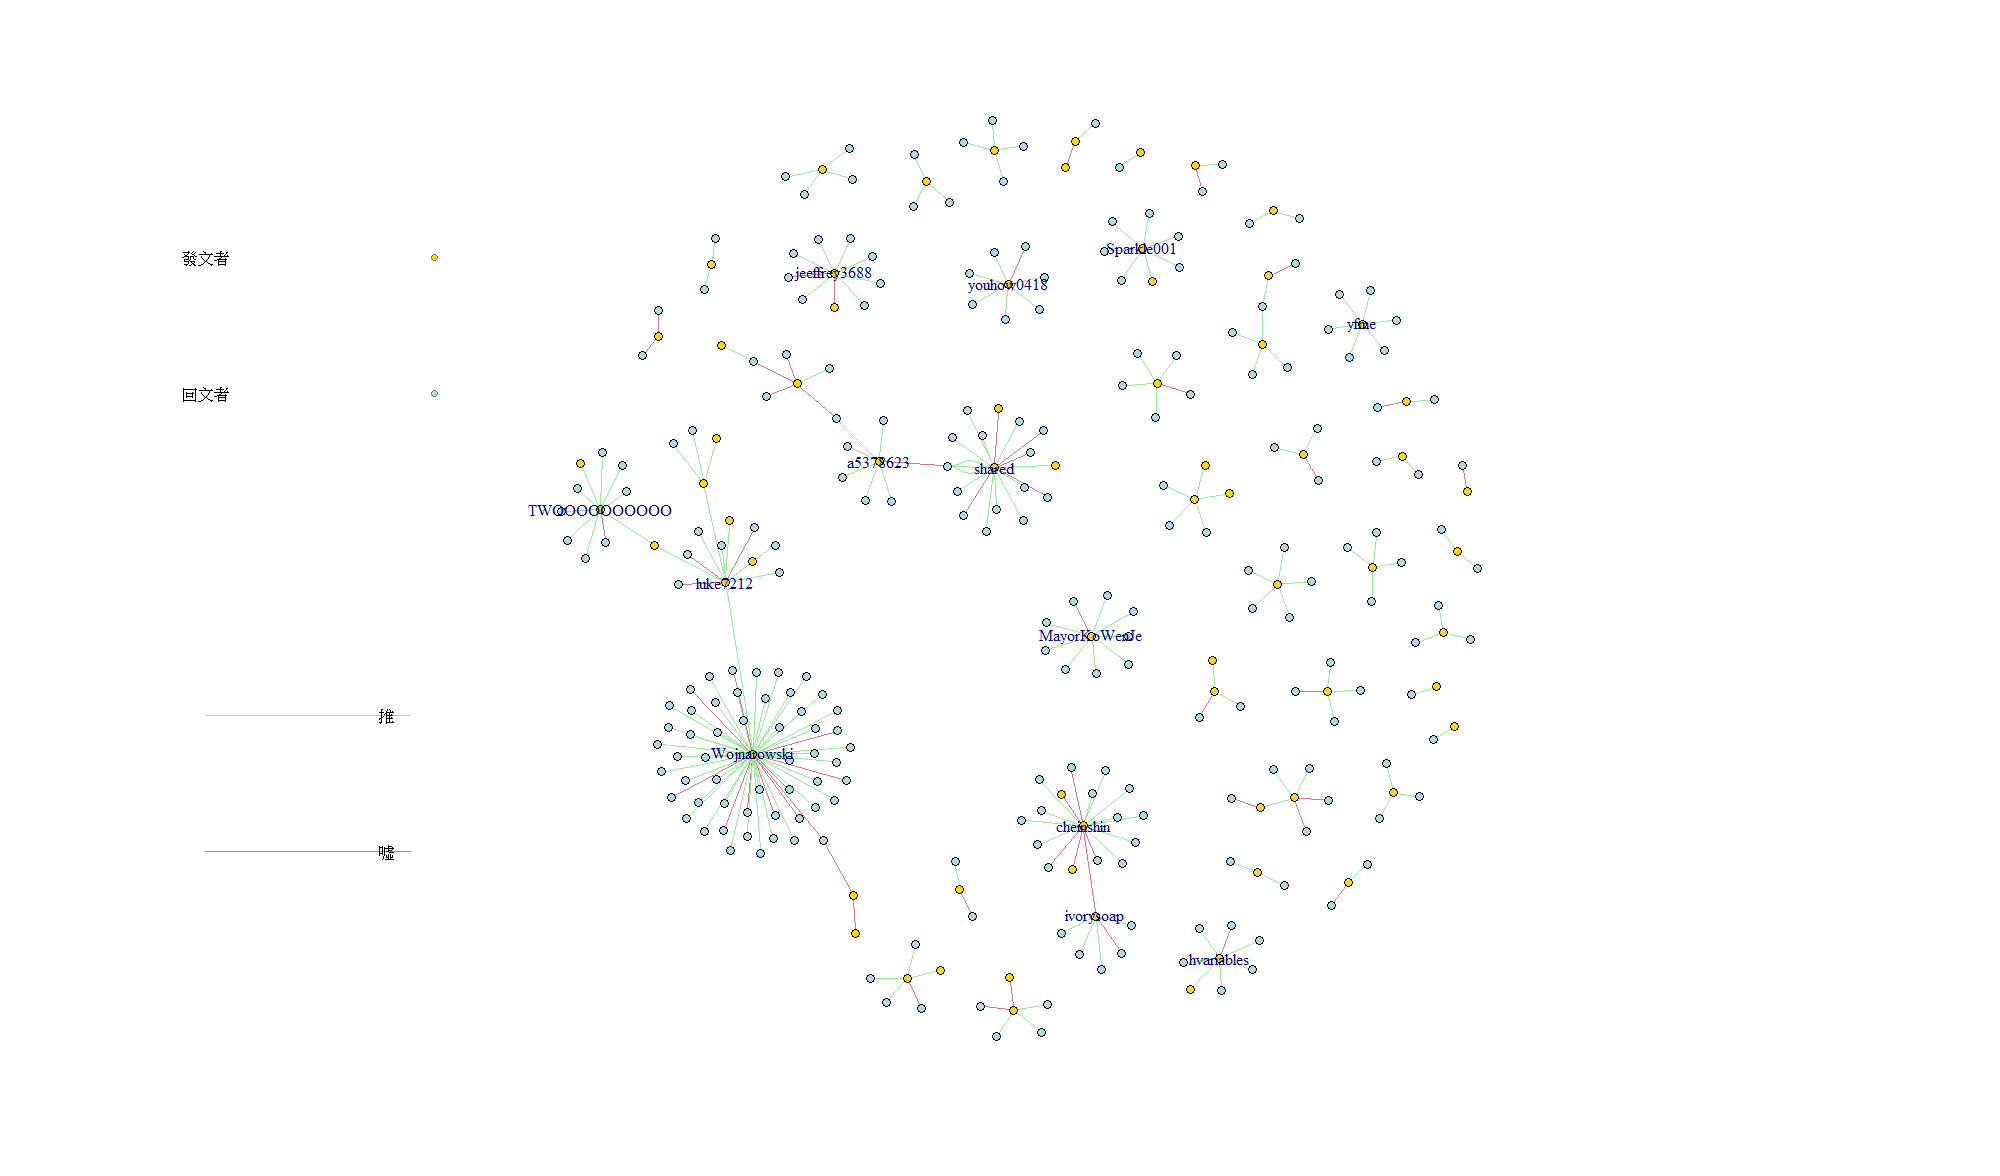 發文者
回文者
推
噓
Sparkle001
jeeffrey3688
youhow0418
yfme
a5378623
shared
TWOOOOOOOOOO
luke7212
MayorKoWenJe
Wojnarowski
cheinshin
ivorysoap
hvariables